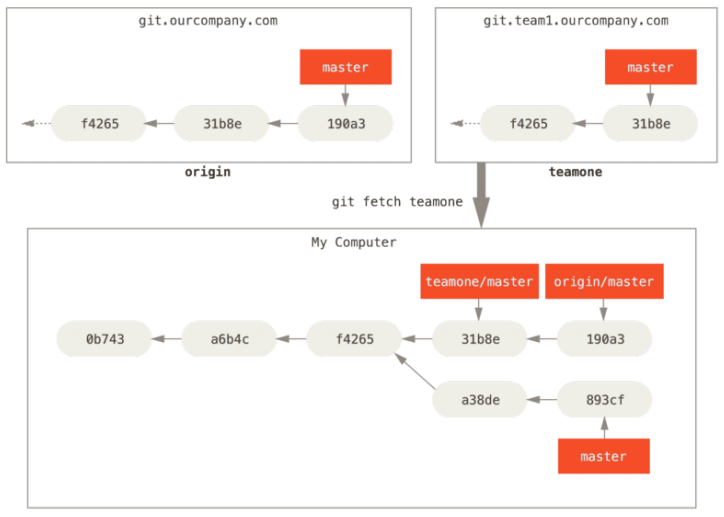 git.ourcompany.com
master
f4265 31b8e 190a3
origin
git.team1.ourcompany.com
master
f4265 31b8e
teamone
git fetch teamone
My Computer
teamone/master origin/master
0b743 a6b4c f4265 31b8e 190a3
a38de 893cf
master